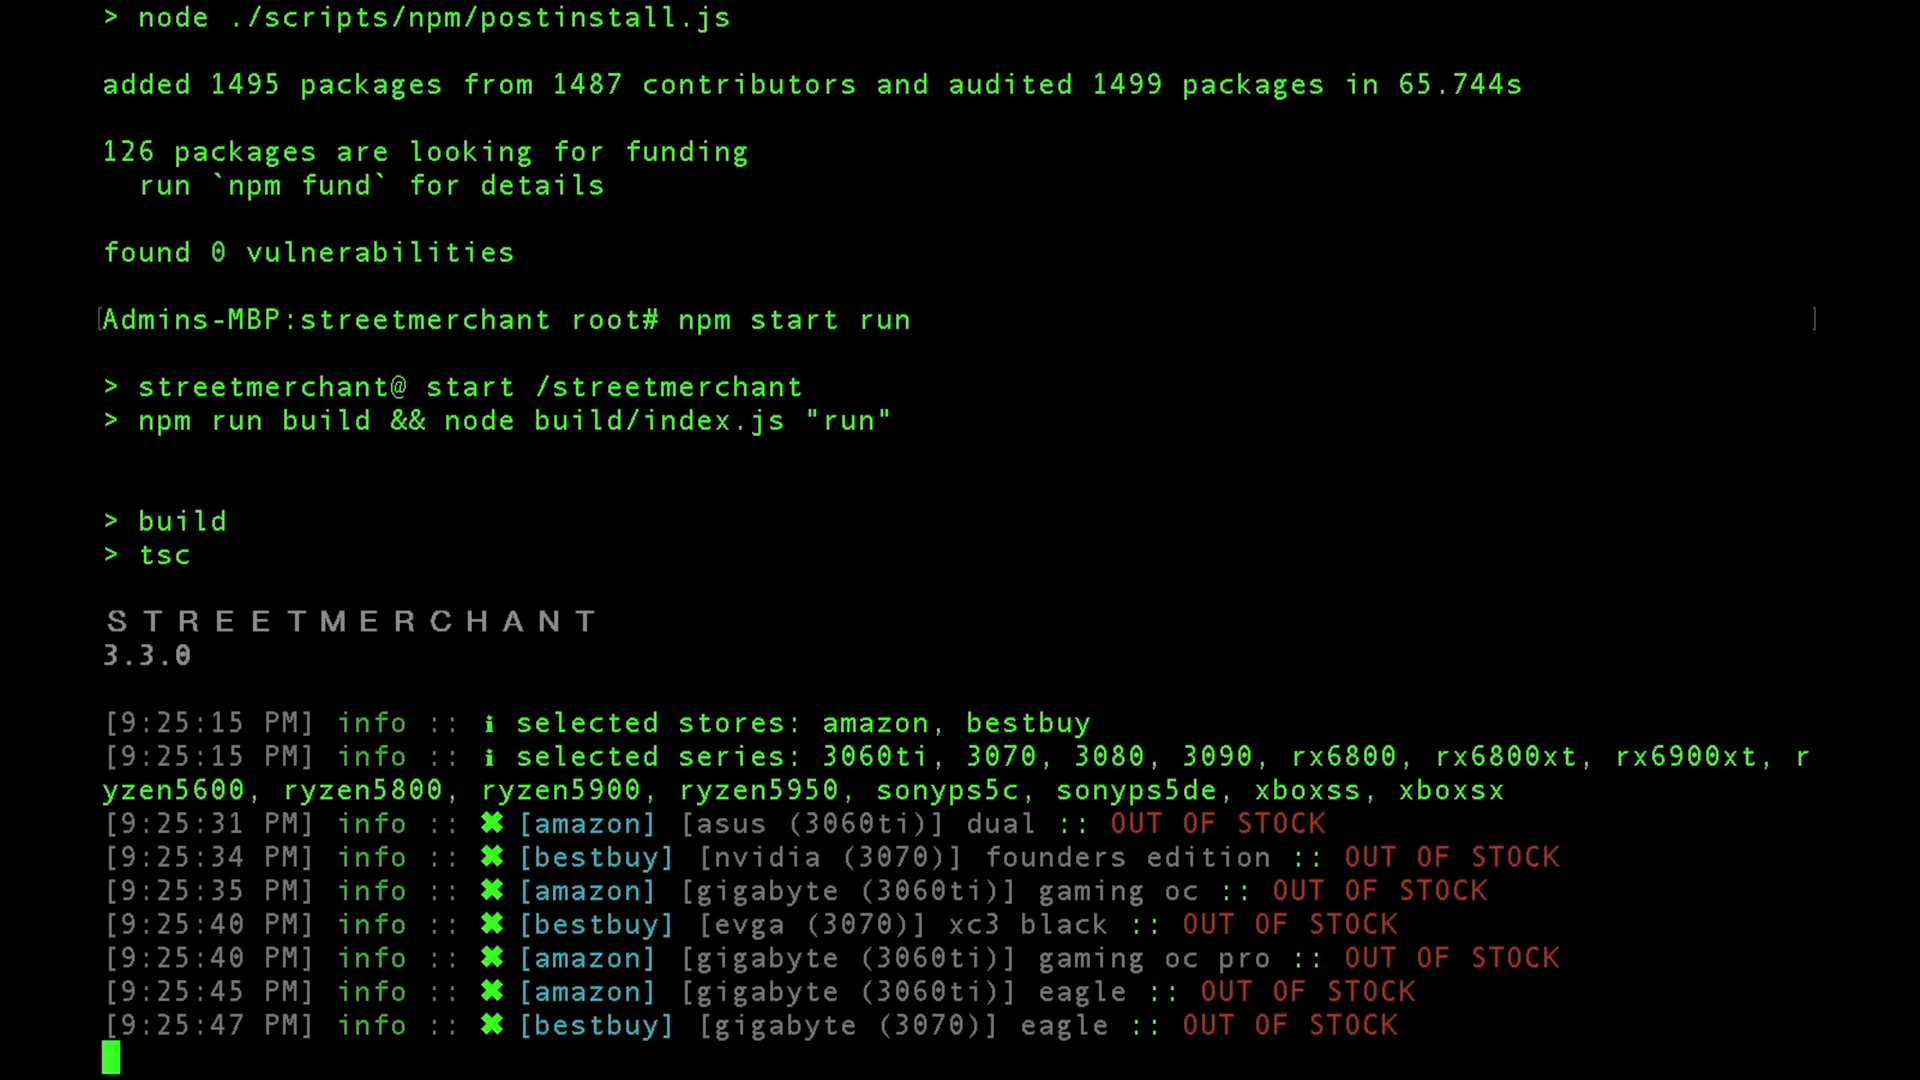 > node ./scripts/npm/postinstall.js
added 1495 packages from 1487 contributors and audited 1499 packages in 65.744s
126 packages are looking for funding
run `npm fund` for details
found 0 vulnerabilities
[Admins-MBP:streetmerchant root# npm start run ]
> streetmerchant@ start /streetmerchant
> npm run build && node build/index.js "run"
> build
> tsc
STREETMERCHANT
3.3.0
[9:25:15 PM] info :: ℹ selected stores: amazon, bestbuy
[9:25:15 PM] info :: ℹ selected series: 3060ti, 3070, 3080, 3090, rx6800, rx6800xt, rx6900xt, r
yzen5600, ryzen5800, ryzen5900, ryzen5950, sonyps5c, sonyps5de, xboxss, xboxsx
[9:25:31 PM] info :: ✖ [amazon] [asus (3060ti)] dual :: OUT OF STOCK
[9:25:34 PM] info :: ✖ [bestbuy] [nvidia (3070)] founders edition :: OUT OF STOCK
[9:25:35 PM] info :: ✖ [amazon] [gigabyte (3060ti)] gaming oc :: OUT OF STOCK
[9:25:40 PM] info :: ✖ [bestbuy] [evga (3070)] xc3 black :: OUT OF STOCK
[9:25:40 PM] info :: ✖ [amazon] [gigabyte (3060ti)] gaming oc pro :: OUT OF STOCK
[9:25:45 PM] info :: ✖ [amazon] [gigabyte (3060ti)] eagle :: OUT OF STOCK
[9:25:47 PM] info :: ✖ [bestbuy] [gigabyte (3070)] eagle :: OUT OF STOCK